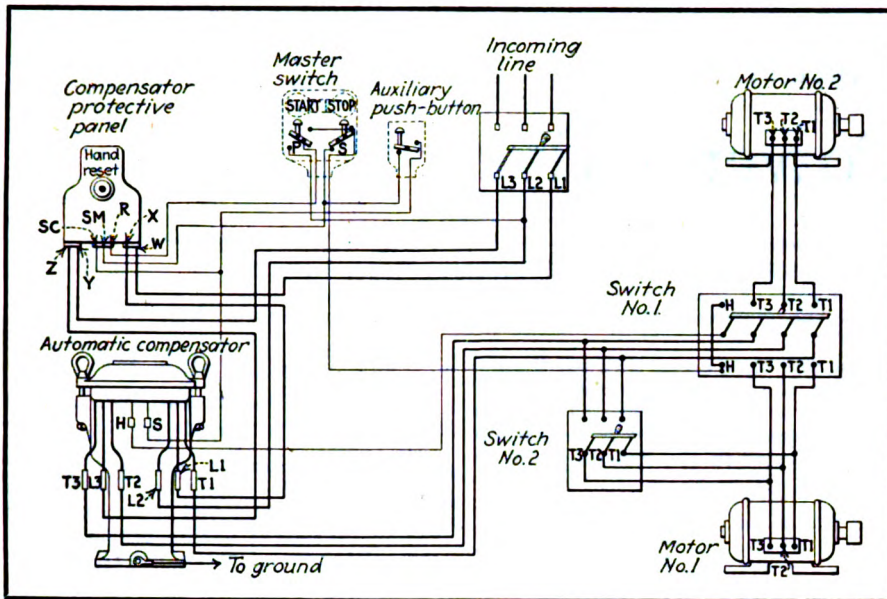 Compensator
protective
panel
Master
switch
START STOP
P S
Auxiliary
push-button
Incoming
line
L3 L2 L1
Motor No.2
T3 T2 T1
Hand
reset
SC SM R X
W
Z Y
Switch
No.1.
H T3 T2 T1
H T3 T2 T1
Automatic compensator
H S
T3 L3 T2 L2 L1 T1
To ground
Switch
No.2
T3 T2 T1
Motor
No.1
T3 T2 T1